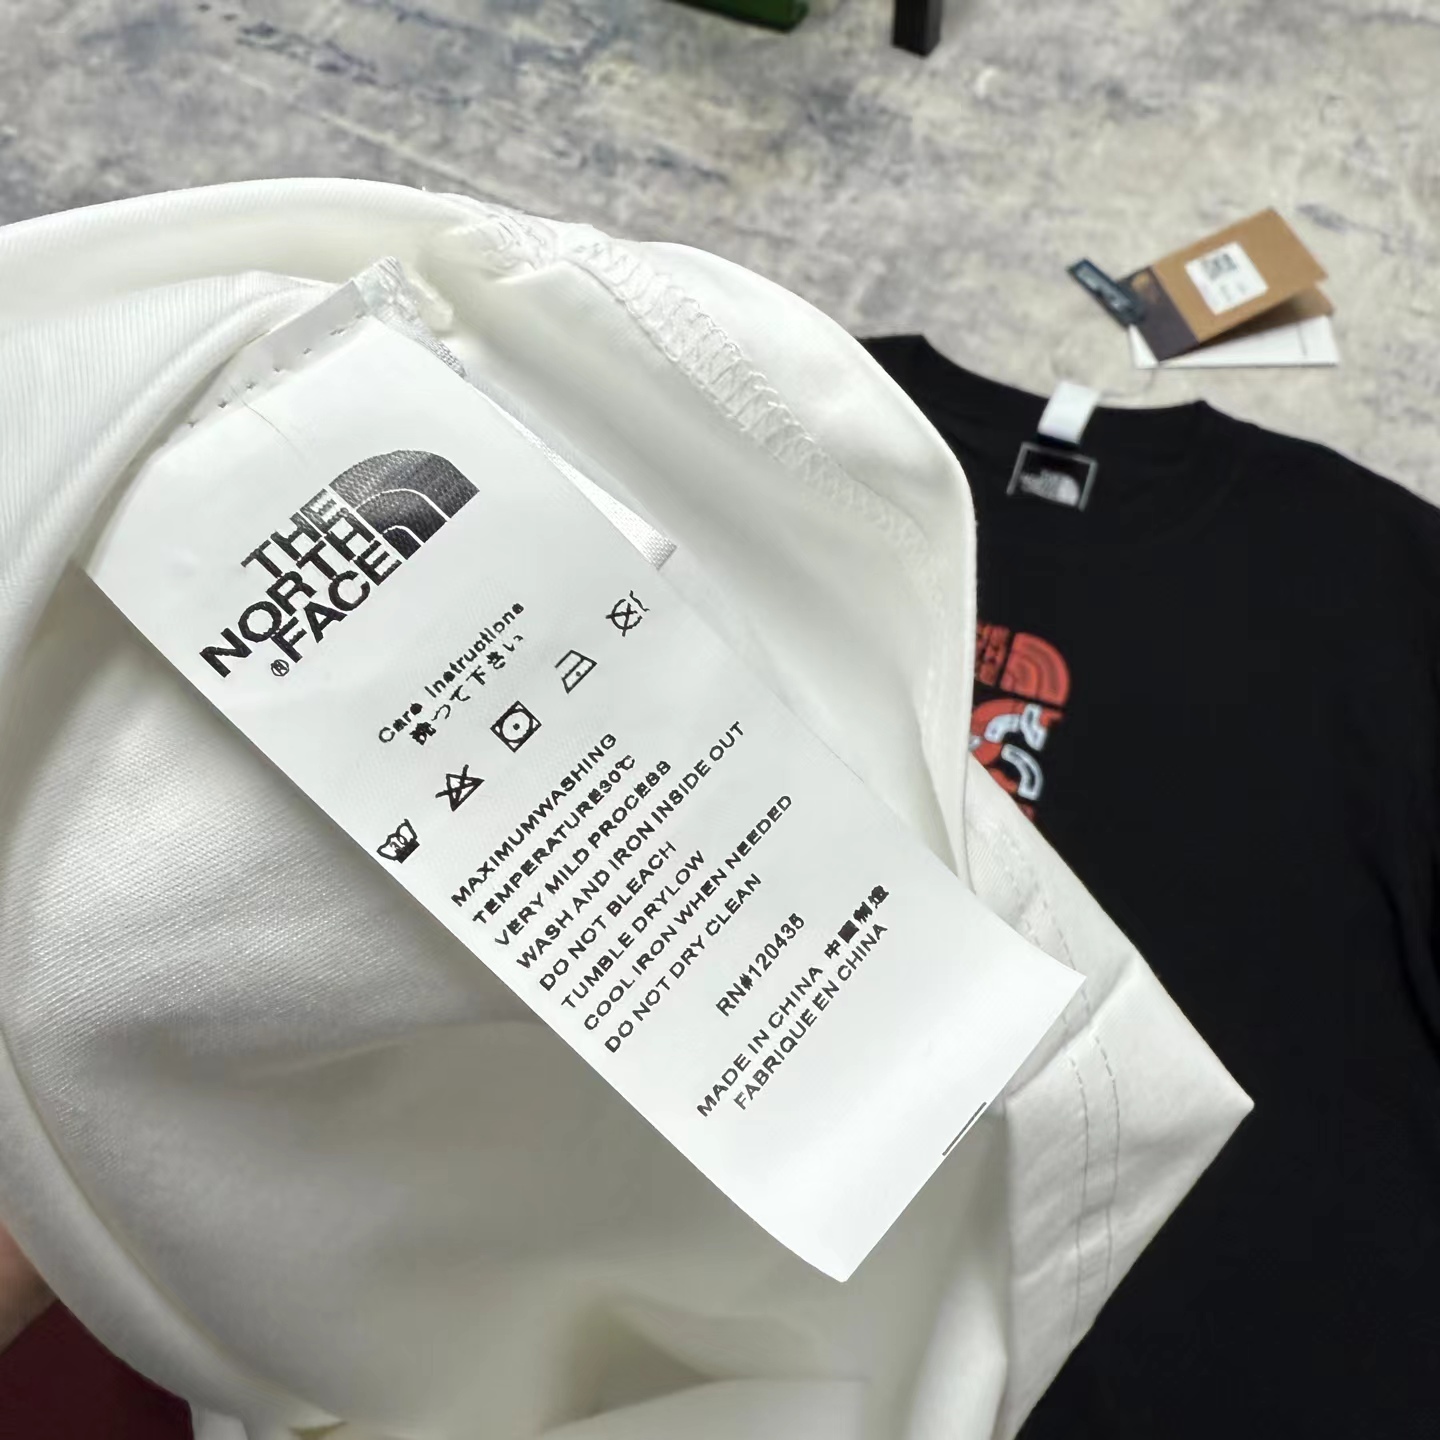 THE
NORTH
FACE
®
Care Instructions
洗って下さい
30
MAXIMUMWASHING
TEMPERATURE30℃
VERY MILD PROCESS
WASH AND IRON INSIDE OUT
DO NOT BLEACH
TUMBLE DRYLOW
COOL IRON WHEN NEEDED
DO NOT DRY CLEAN
RN#120435
MADE IN CHINA 中國制造
FABRIQUE EN CHINA